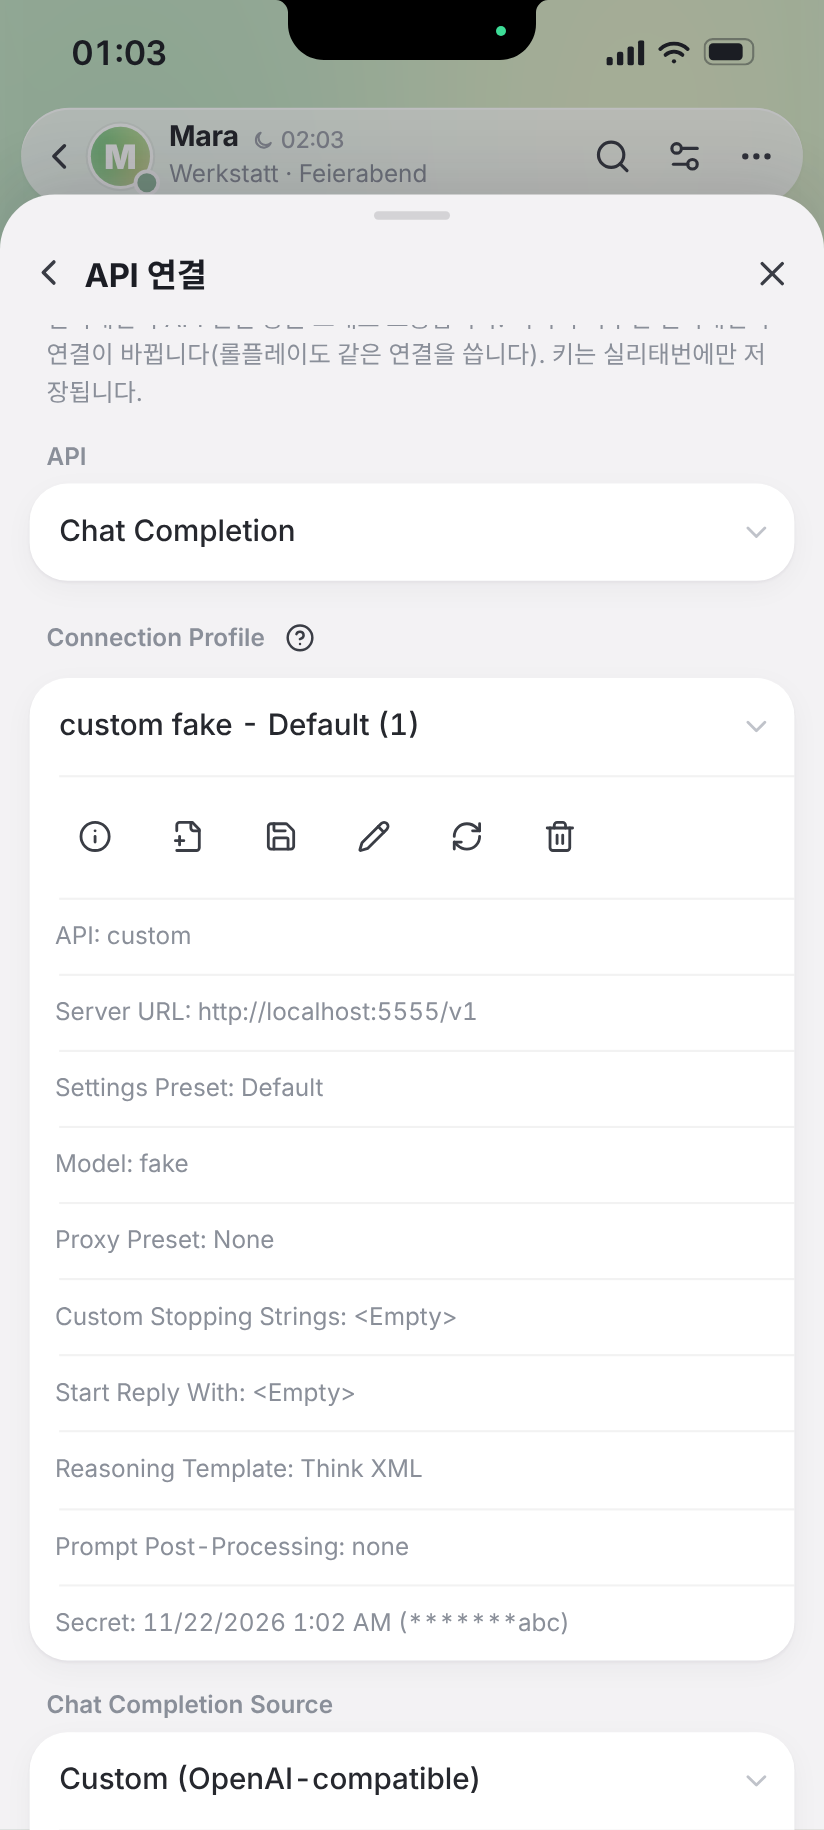 01:03
M
Mara 02:03
Werkstatt · Feierabend
API 연결
연결이 바뀝니다(롤플레이도 같은 연결을 씁니다). 키는 실리태번에만 저
장됩니다.
API
Chat Completion
Connection Profile
custom fake - Default (1)
API: custom
Server URL: http://localhost:5555/v1
Settings Preset: Default
Model: fake
Proxy Preset: None
Custom Stopping Strings: <Empty>
Start Reply With: <Empty>
Reasoning Template: Think XML
Prompt Post-Processing: none
Secret: 11/22/2026 1:02 AM (*******abc)
Chat Completion Source
Custom (OpenAI-compatible)